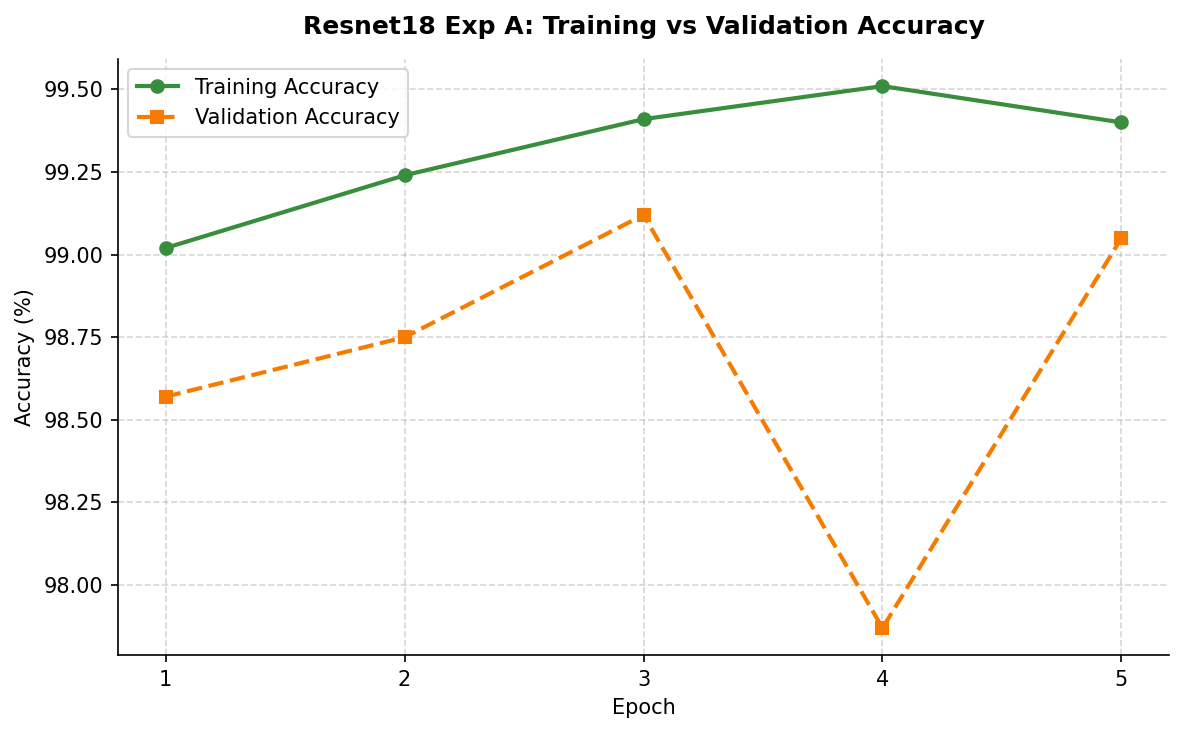 Resnet18 Exp A: Training vs Validation Accuracy
Training Accuracy
Validation Accuracy
99.50
99.25
99.00
98.75
98.50
98.25
98.00
Accuracy (%)
1 2 3 4 5
Epoch